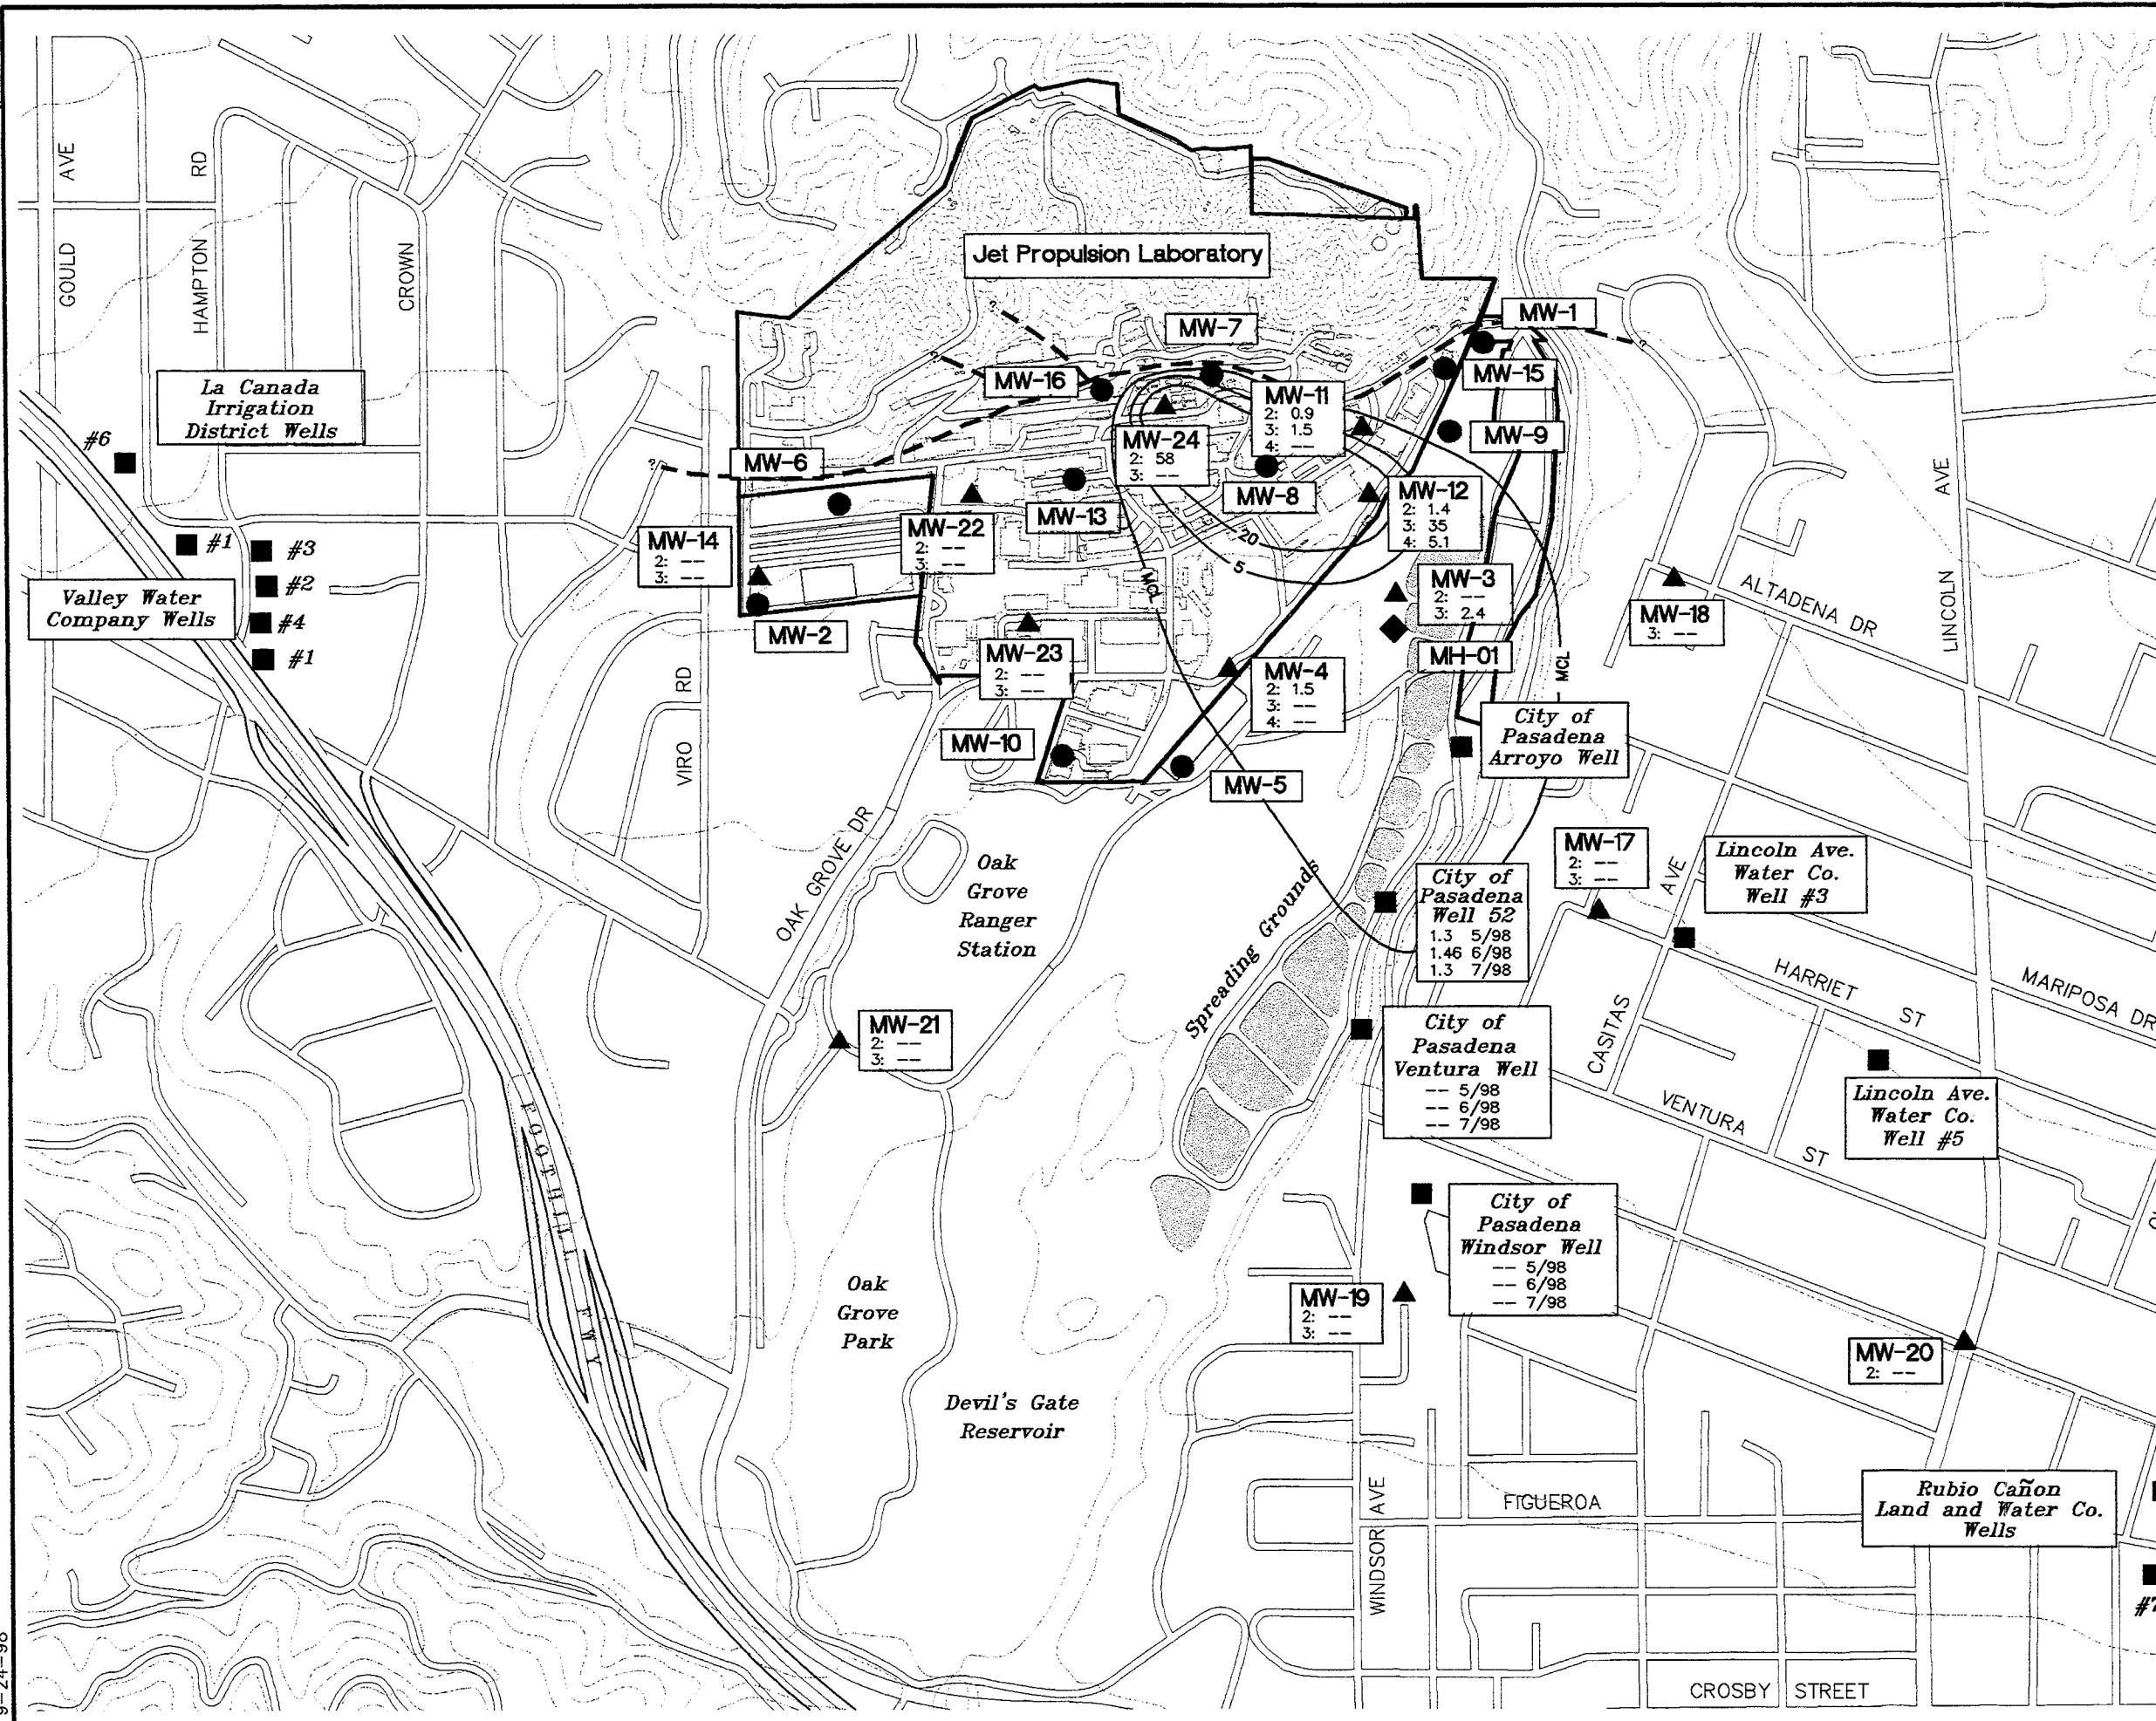 GOULD AVE
HAMPTON RD
CROWN
Jet Propulsion Laboratory
?
?
?
?
MW-1
MW-7
MW-16
MW-15
MW-11
2: 0.9
3: 1.5
4: --
MW-9
MW-24
2: 58
3: --
MW-6
MW-8
MW-12
2: 1.4
3: 35
4: 5.1
MW-13
MW-22
2: --
3: --
MW-14
2: --
3: --
20
5
MCL
MCL
MW-3
2: --
3: 2.4
MH-01
MW-2
MW-23
2: --
3: --
MW-4
2: 1.5
3: --
4: --
MW-10
MW-5
MW-18
3: --
La Canada
Irrigation
District Wells
#6
#1
#3
#2
#4
#1
Valley Water
Company Wells
VIRO RD
ALTADENA DR
LINCOLN AVE
City of
Pasadena
Arroyo Well
MW-17
2: --
3: --
Lincoln Ave.
Water Co.
Well #3
OAK GROVE DR
Oak
Grove
Ranger
Station
Spreading Grounds
City of
Pasadena
Well 52
1.3 5/98
1.46 6/98
1.3 7/98
CASITAS AVE
HARRIET ST
MARIPOSA DR
MW-21
2: --
3: --
City of
Pasadena
Ventura Well
-- 5/98
-- 6/98
-- 7/98
VENTURA ST
Lincoln Ave.
Water Co.
Well #5
FOOTHILL FWY
City of
Pasadena
Windsor Well
-- 5/98
-- 6/98
-- 7/98
Oak
Grove
Park
MW-19
2: --
3: --
MW-20
2: --
Devil's Gate
Reservoir
WINDSOR AVE
FIGUEROA
Rubio Cañon
Land and Water Co.
Wells
#7
CROSBY STREET
9-24-98